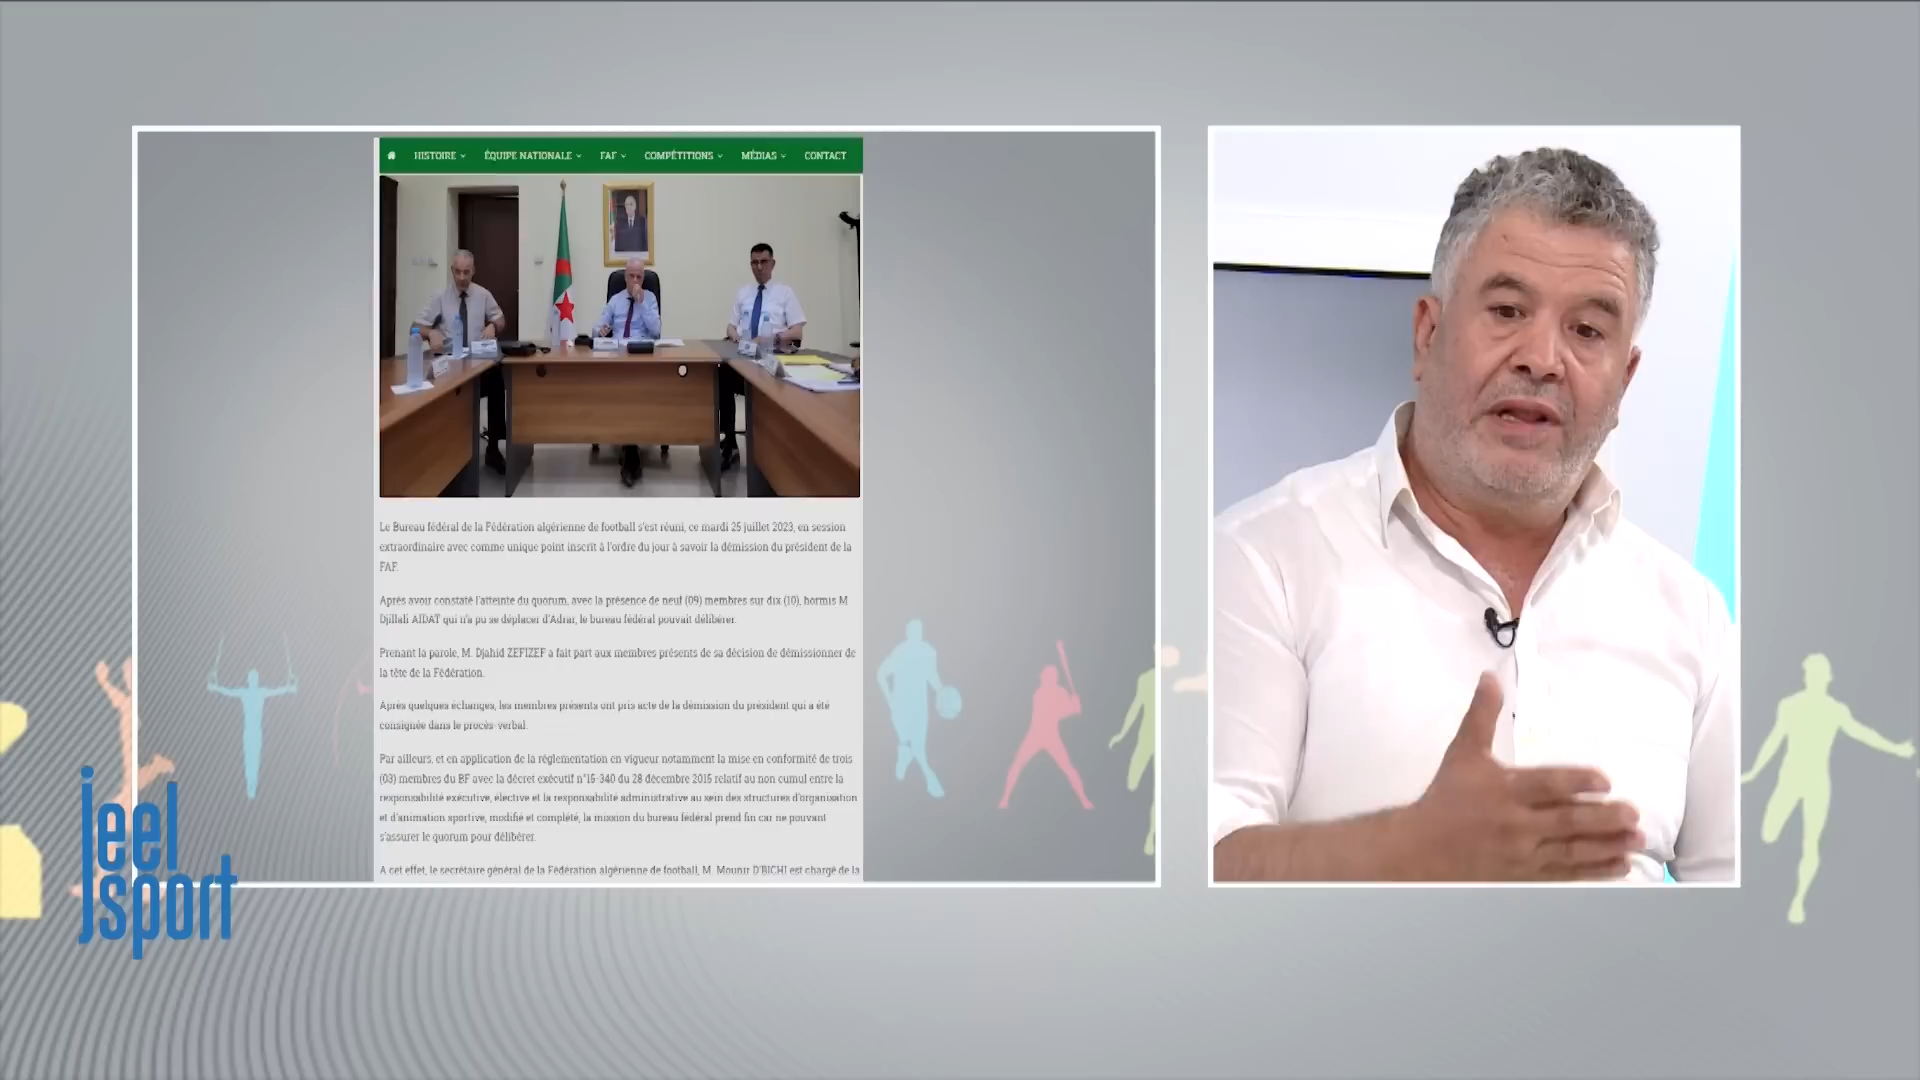 HISTOIRE
ÉQUIPE NATIONALE
FAF
COMPÉTITIONS
MÉDIAS
CONTACT
Le Bureau fédéral de la Fédération algérienne de football s'est réuni, ce mardi 25 juillet 2023, en session
extraordinaire avec comme unique point inscrit à l'ordre du jour à savoir la démission du président de la
FAF.
Après avoir constaté l'atteinte du quorum, avec la présence de neuf (09) membres sur dix (10), hormis M
Djillali AÏDAT qui n'a pu se déplacer d'Adrar, le bureau fédéral pouvait délibérer.
Prenant la parole, M. Djahid ZEFIZEF a fait part aux membres présents de sa décision de démissionner de
la tête de la Fédération.
Après quelques échanges, les membres présents ont pris acte de la démission du président qui a été
consignée dans le procès-verbal.
Par ailleurs, et en application de la réglementation en vigueur notamment la mise en conformité de trois
(03) membres du BF avec la décret exécutif n°15-340 du 28 décembre 2015 relatif au non cumul entre la
responsabilité exécutive, élective et la responsabilité administrative au sein des structures d'organisation
et d'animation sportive, modifié et complété, la mission du bureau fédéral prend fin car ne pouvant
s'assurer le quorum pour délibérer.
A cet effet, le secrétaire général de la Fédération algérienne de football, M. Mounir D'BICHI est chargé de la
jeel
sport